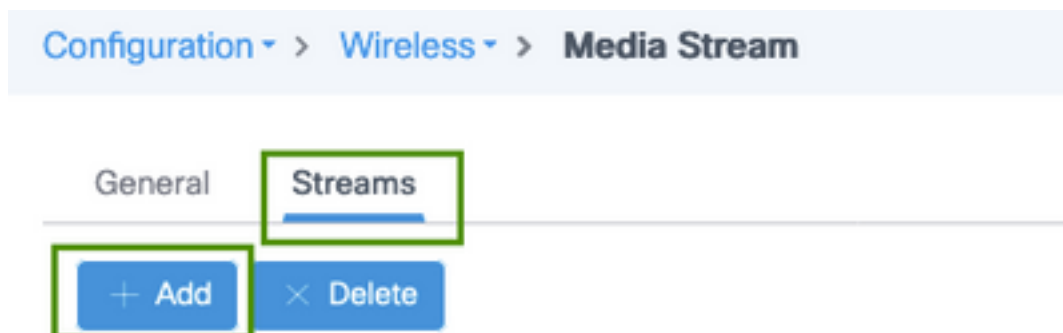 Configuration > Wireless > Media Stream
General Streams
+ Add × Delete